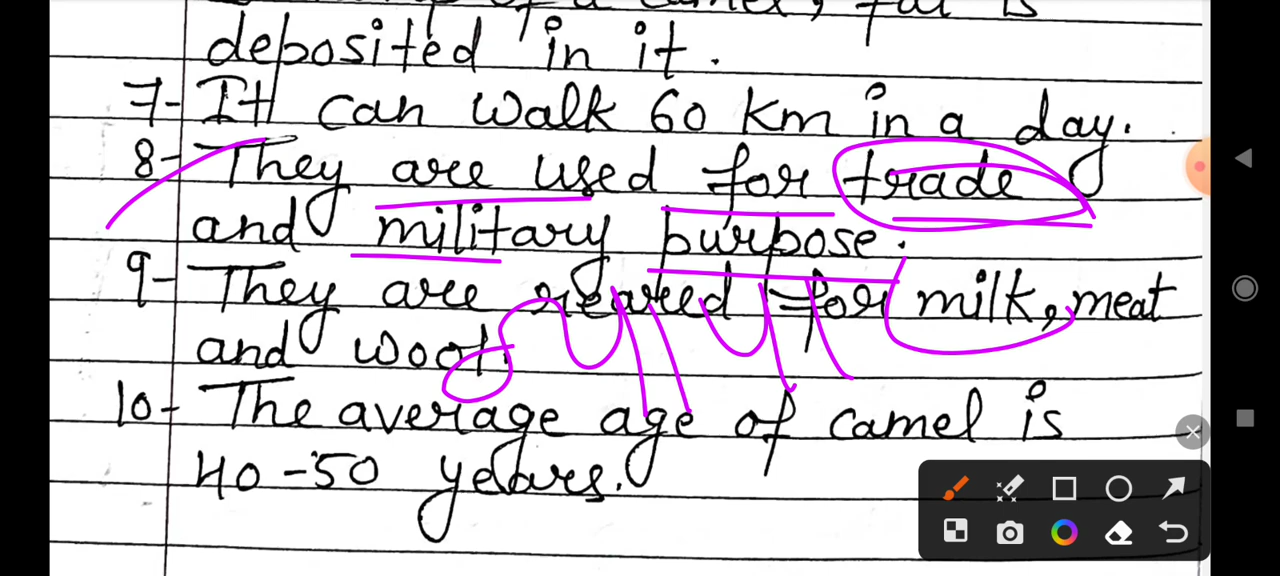 deposited in it.
7- It can walk 60 km in a day.
8- They are used for trade
and military purpose.
9- They are reared for milk, meat
and wool.
10- The average age of camel is
40-50 years.